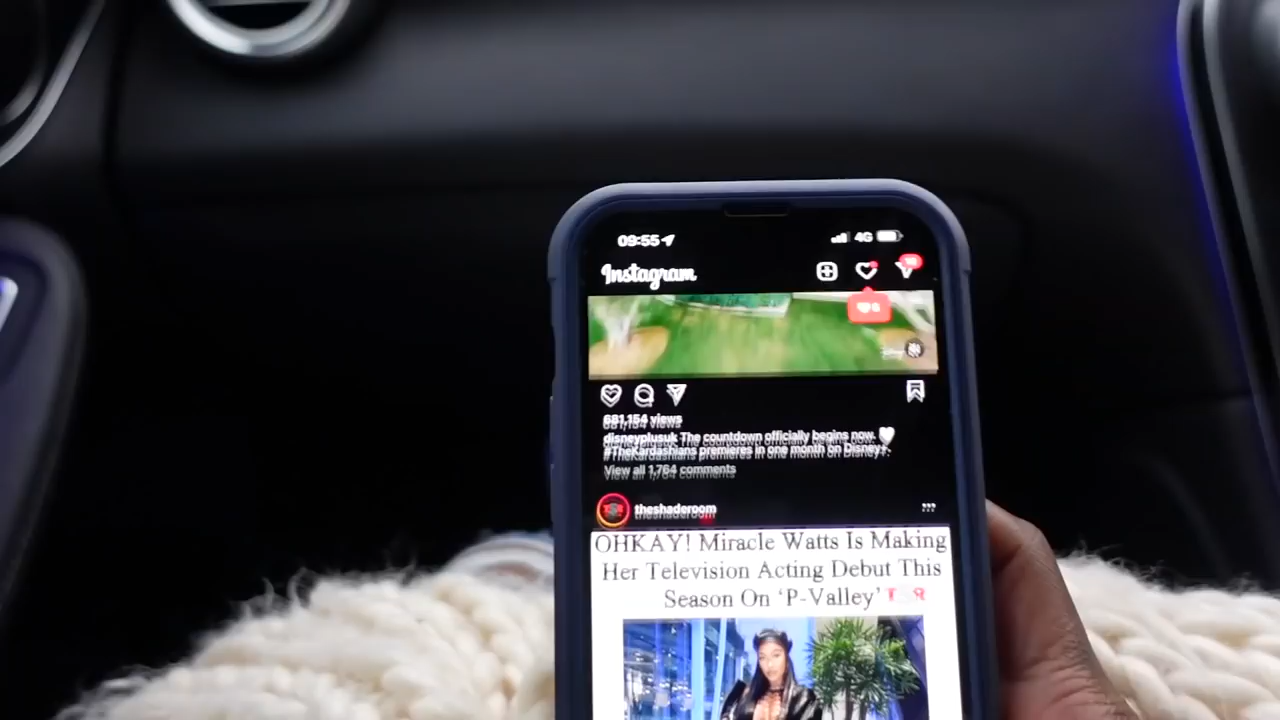 09:55
4G
Instagram
681,154 views
disneyplusuk The countdown officially begins now.
#TheKardashians premieres in one month on Disney+.
View all 1,764 comments
theshaderoom
OHKAY! Miracle Watts Is Making
Her Television Acting Debut This
Season On ‘P-Valley’ TSR